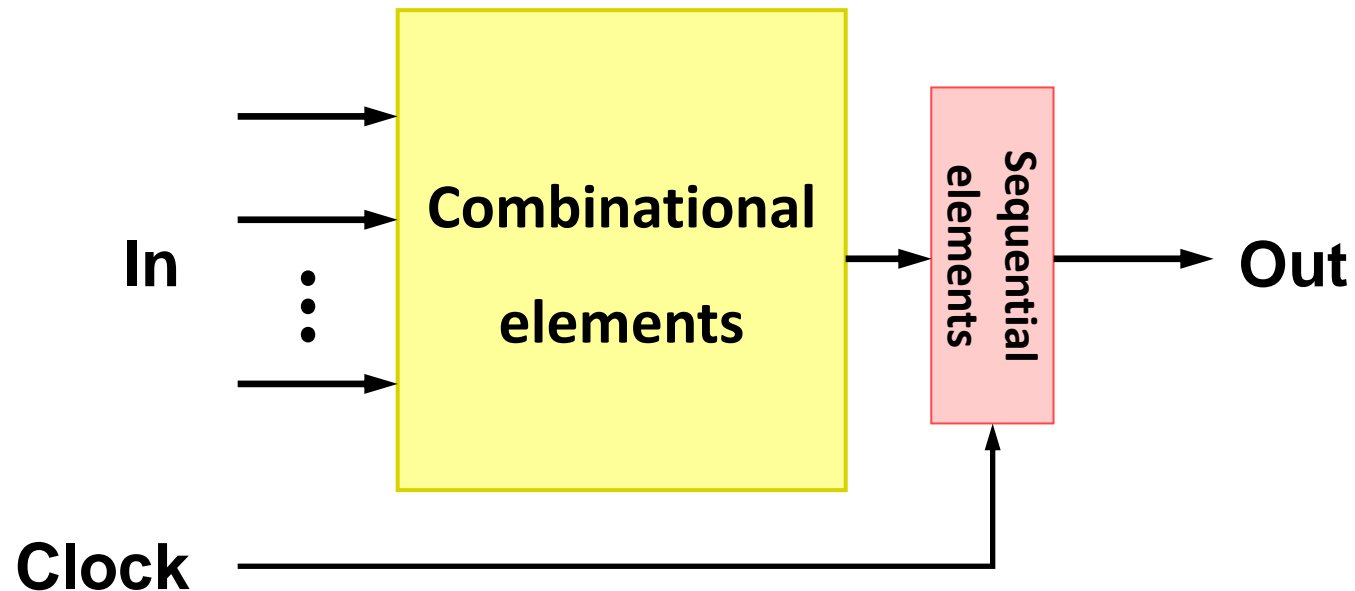 In
Combinational
elements
Sequential
elements
Out
Clock